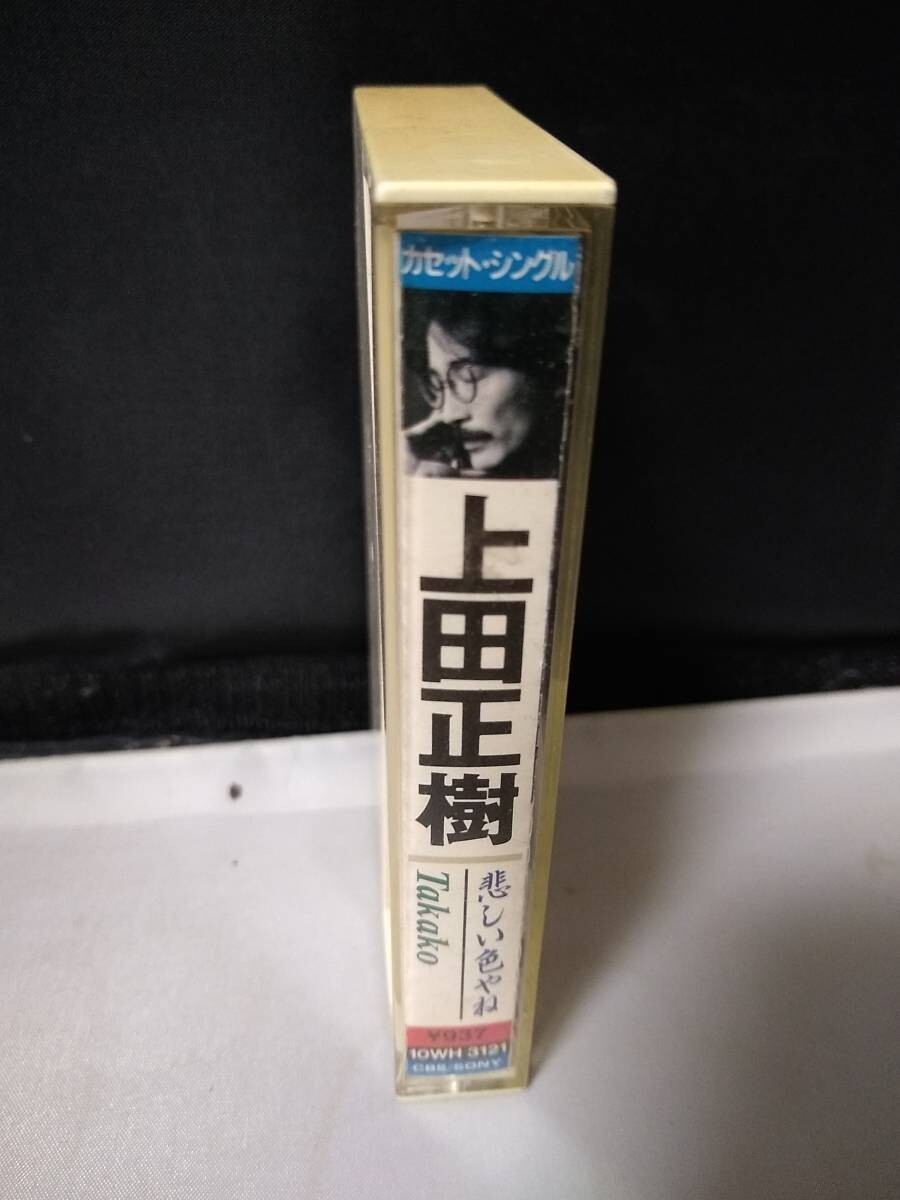 カセット・シングル
上田正樹
悲しい色やね
Takako
¥937
10WH 3121
CBS/SONY